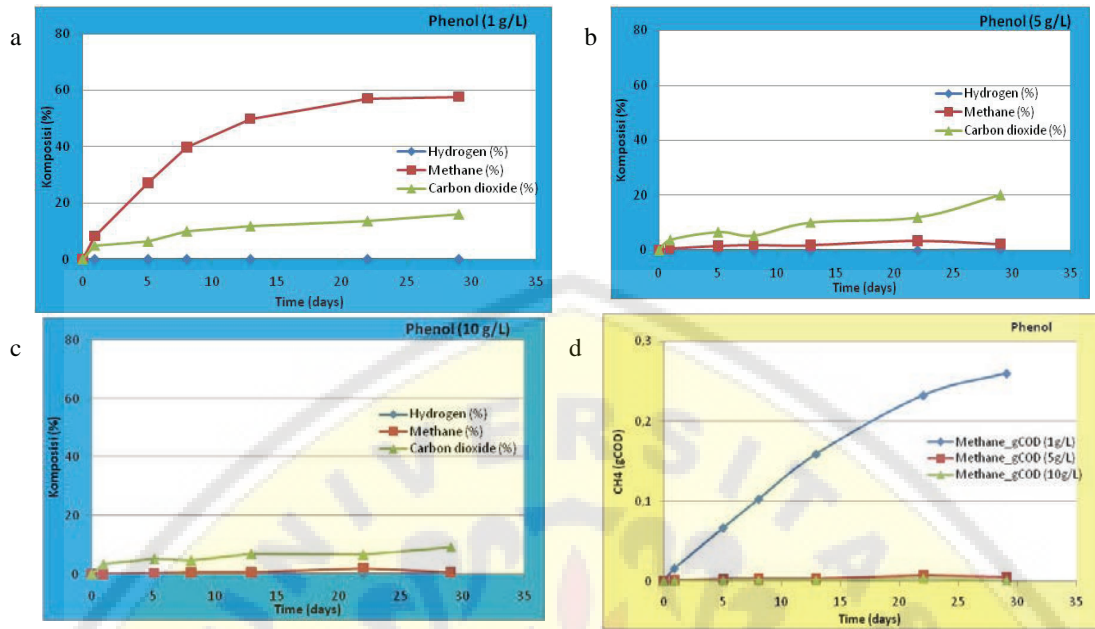 a
Phenol (1 g/L)
Komposisi (%)
80
60
40
20
0
Hydrogen (%)
Methane (%)
Carbon dioxide (%)
0 5 10 15 20 25 30 35
Time (days)
b
Phenol (5 g/L)
Komposisi (%)
80
60
40
20
0
Hydrogen (%)
Methane (%)
Carbon dioxide (%)
0 5 10 15 20 25 30 35
Time (days)
c
Phenol (10 g/L)
Komposisi (%)
80
60
40
20
0
Hydrogen (%)
Methane (%)
Carbon dioxide (%)
0 5 10 15 20 25 30 35
Time (days)
d
Phenol
CH4 (gCOD)
0,3
0,2
0,1
0
Methane_gCOD (1g/L)
Methane_gCOD (5g/L)
Methane_gCOD (10g/L)
0 5 10 15 20 25 30 35
Time (days)
UNIVERSITA